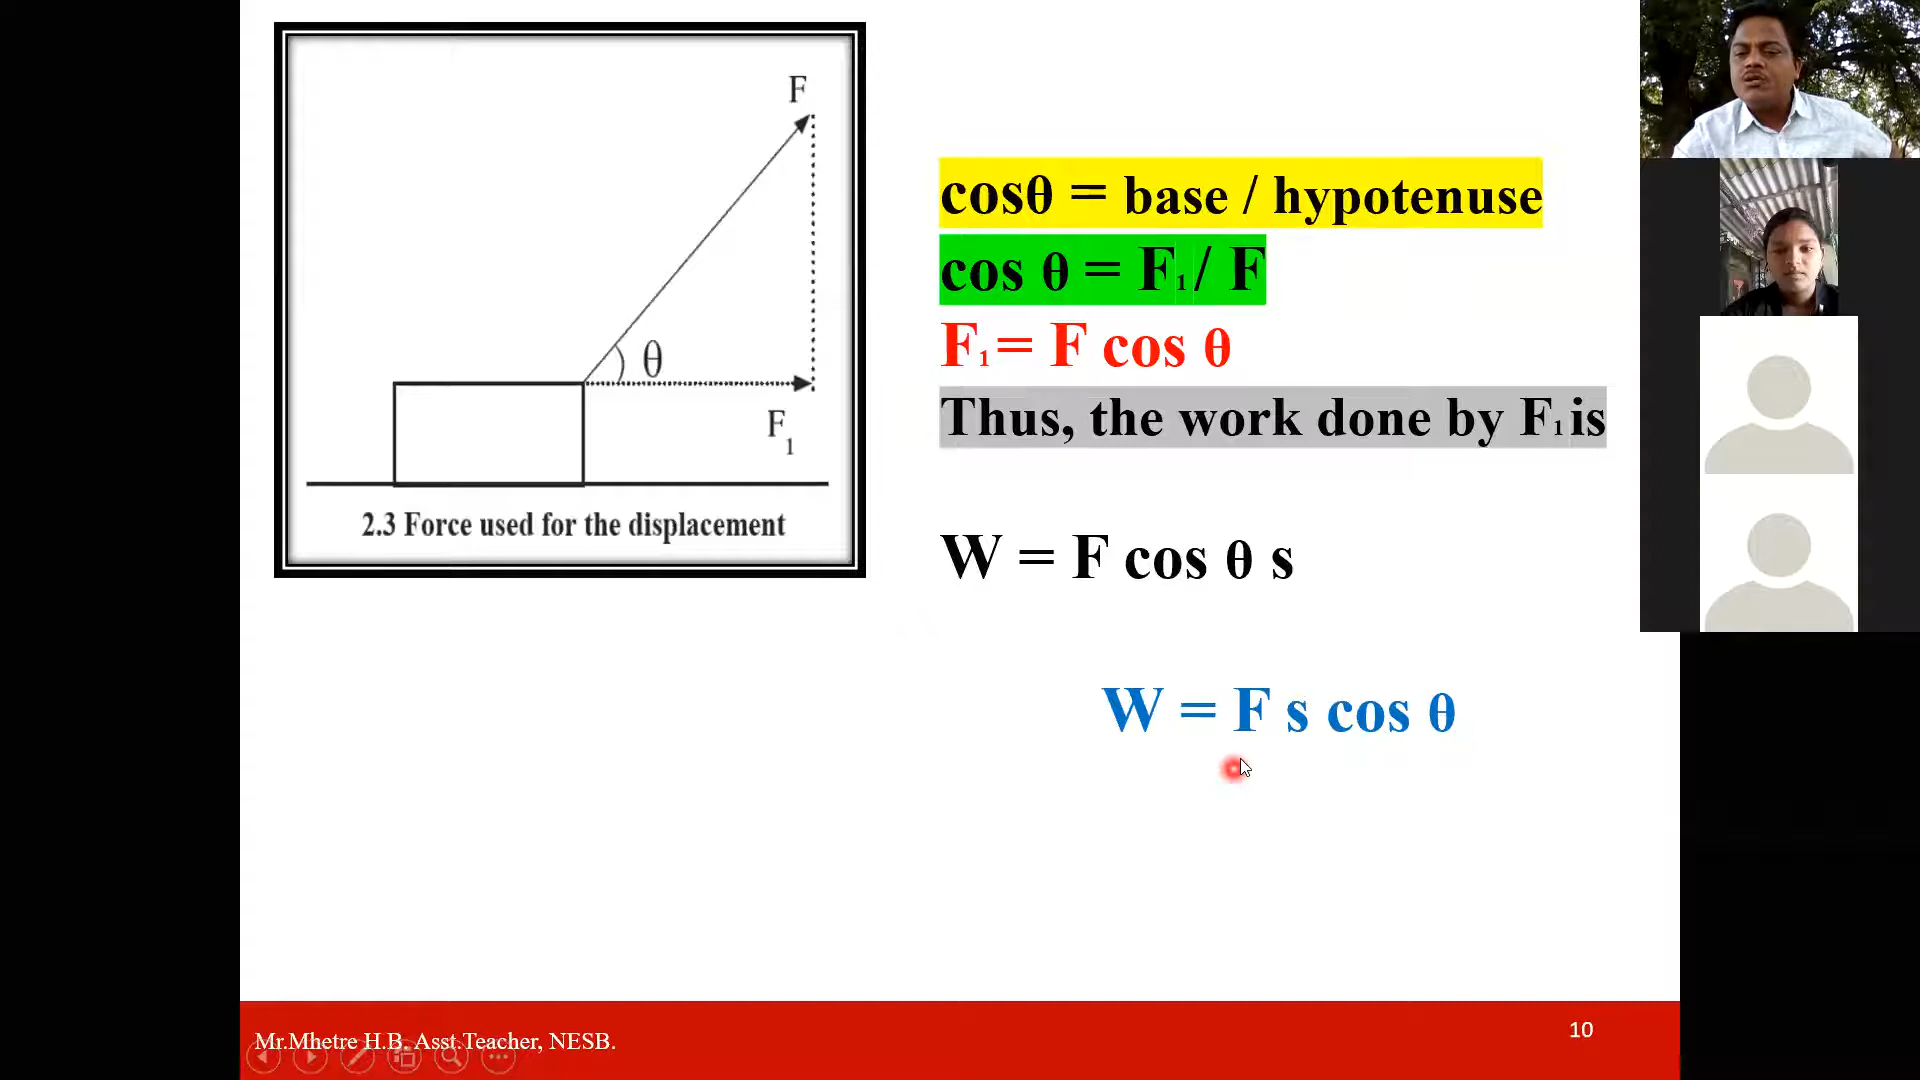 F
θ
F₁
2.3 Force used for the displacement
cosθ = base / hypotenuse
cos θ = F₁ / F
F₁ = F cos θ
Thus, the work done by F₁ is
W = F cos θ s
W = F s cos θ
Mr.Mhetre H.B. Asst.Teacher, NESB.
10